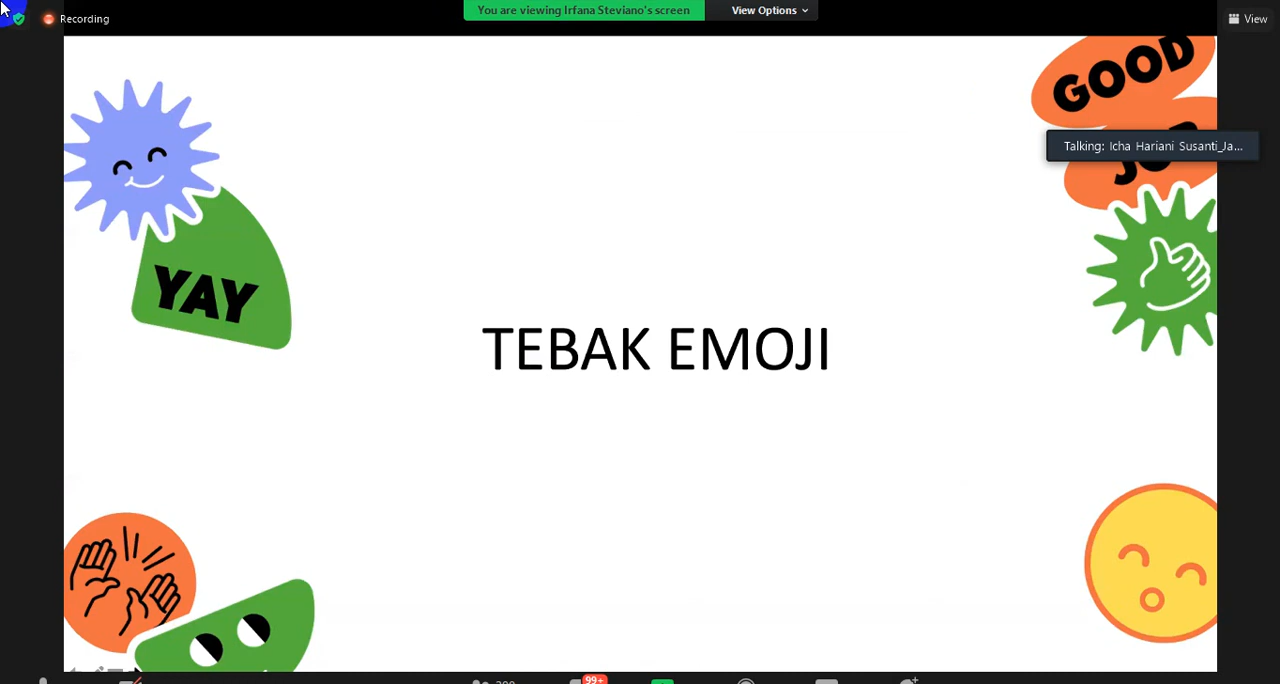 Recording
You are viewing Irfana Steviano's screen
View Options
View
GOOD
Talking: Icha Hariani Susanti_Ja...
YAY
TEBAK EMOJI
99+